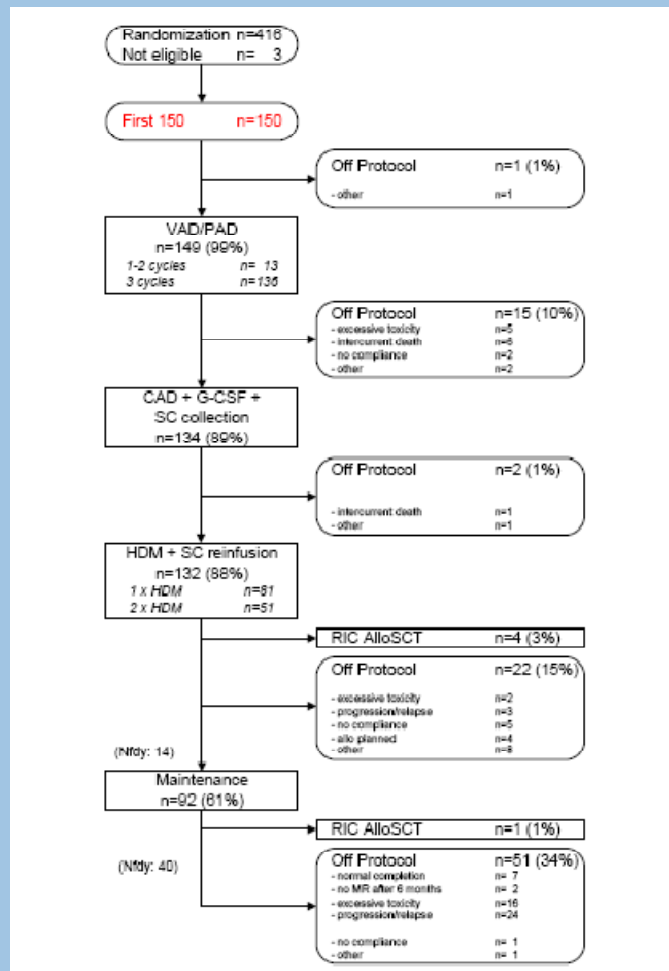 Randomization n=416
Not eligible n= 3
First 150 n=150
Off Protocol n=1 (1%)
- other n=1
VAD/PAD
n=149 (99%)
1-2 cycles n= 13
3 cycles n=136
Off Protocol n=15 (10%)
- excessive toxicity n=5
- intercurrent death n=6
- no compliance n=2
- other n=2
CAD + G-CSF +
SC collection
n=134 (89%)
Off Protocol n=2 (1%)
- intercurrent death n=1
- other n=1
HDM + SC reinfusion
n=132 (88%)
1 x HDM n=81
2 x HDM n=51
RIC AlloSCT n=4 (3%)
Off Protocol n=22 (15%)
- excessive toxicity n=2
- progression/relapse n=3
- no compliance n=5
- allo planned n=4
- other n=8
(Nfdy: 14)
Maintenance
n=92 (61%)
RIC AlloSCT n=1 (1%)
(Nfdy: 40)
Off Protocol n=51 (34%)
- normal completion n= 7
- no MR after 6 months n= 2
- excessive toxicity n=16
- progression/relapse n=24
- no compliance n= 1
- other n= 1